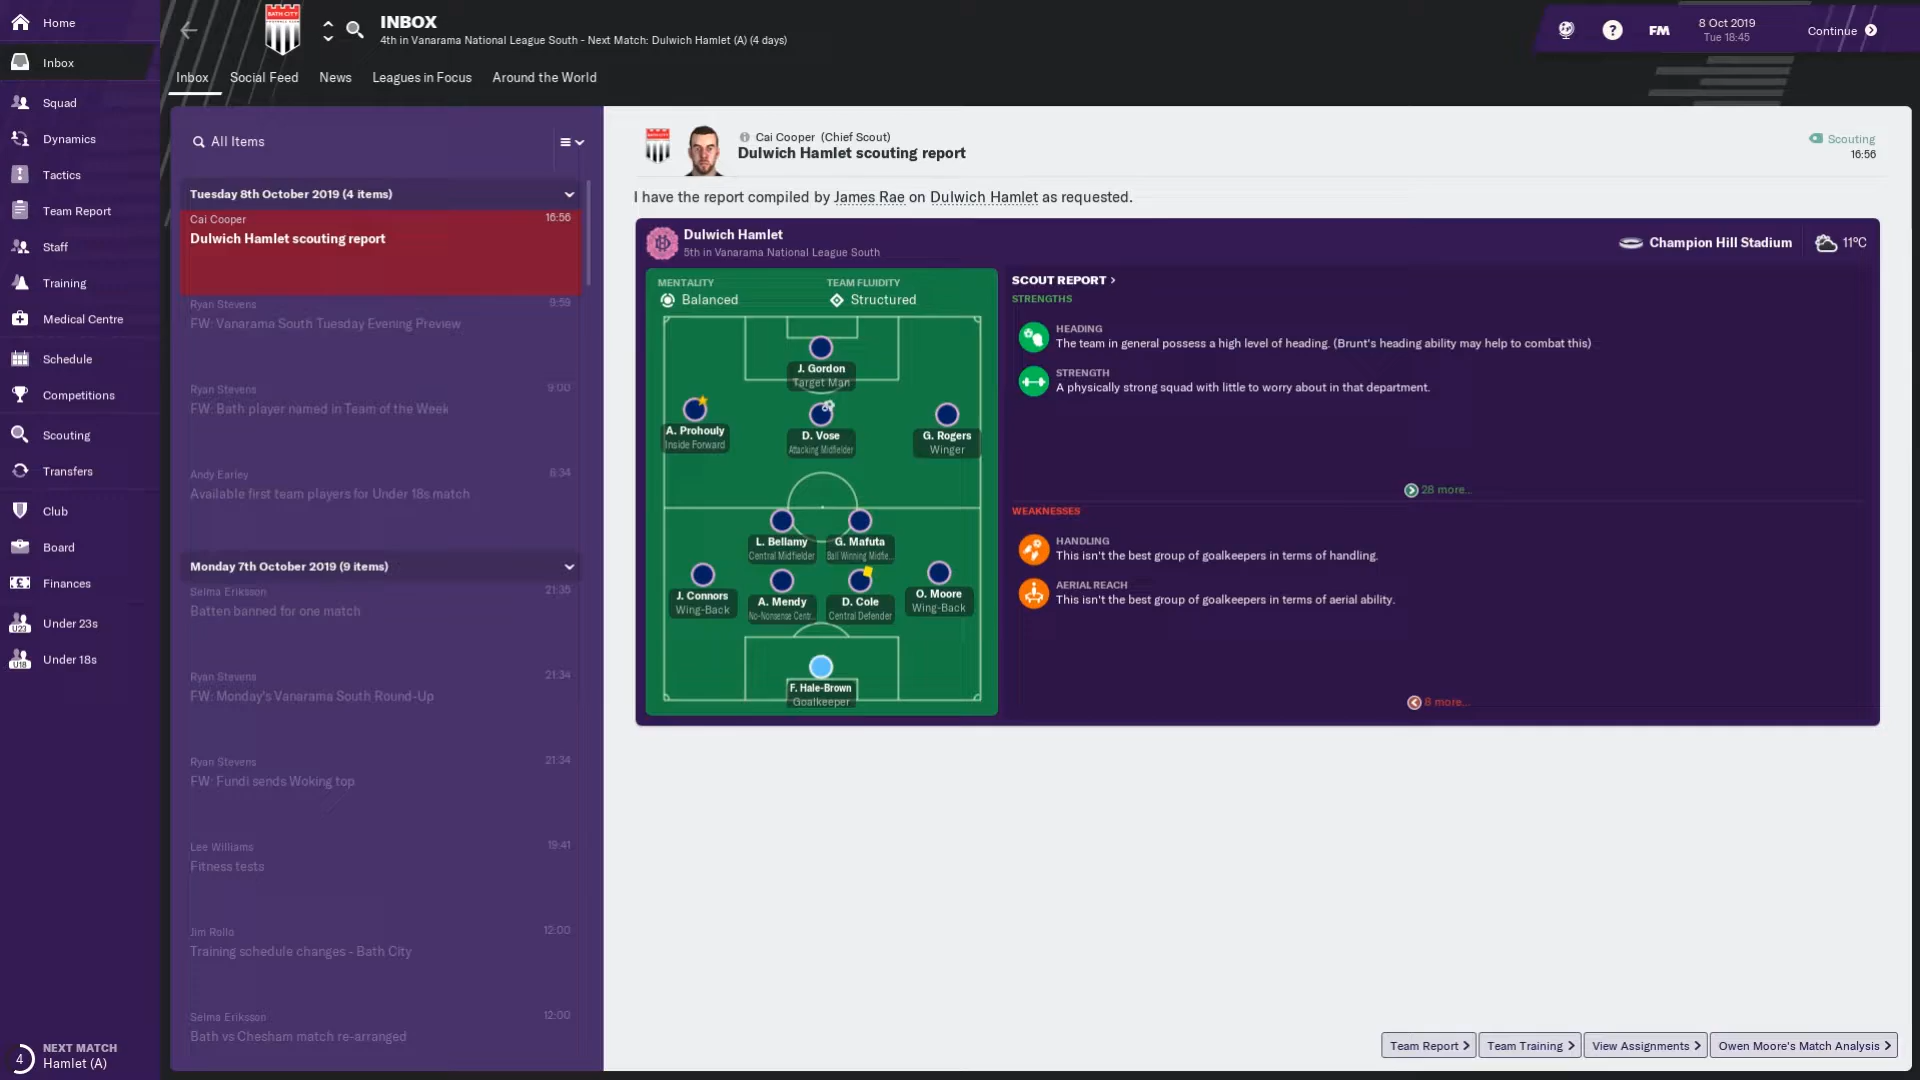 Home
Inbox
Squad
Dynamics
Tactics
Team Report
Staff
Training
Medical Centre
Schedule
Competitions
Scouting
Transfers
Club
Board
Finances
U23
Under 23s
U18
Under 18s
4
NEXT MATCH
Hamlet (A)
BATH CITY
INBOX
4th in Vanarama National League South - Next Match: Dulwich Hamlet (A) (4 days)
?
FM
8 Oct 2019
Tue 18:45
Continue
Inbox
Social Feed
News
Leagues in Focus
Around the World
All Items
Tuesday 8th October 2019 (4 items)
Cai Cooper
16:56
Dulwich Hamlet scouting report
Ryan Stevens
9:59
FW: Vanarama South Tuesday Evening Preview
Ryan Stevens
9:00
FW: Bath player named in Team of the Week
Andy Earley
8:34
Available first team players for Under 18s match
Monday 7th October 2019 (9 items)
Selma Eriksson
21:35
Batten banned for one match
Ryan Stevens
21:34
FW: Monday's Vanarama South Round-Up
Ryan Stevens
21:34
FW: Fundi sends Woking top
Lee Williams
19:41
Fitness tests
Jim Rollo
12:00
Training schedule changes - Bath City
Selma Eriksson
12:00
Bath vs Chesham match re-arranged
Cai Cooper (Chief Scout)
Dulwich Hamlet scouting report
Scouting
16:56
I have the report compiled by James Rae on Dulwich Hamlet as requested.
Dulwich Hamlet
5th in Vanarama National League South
Champion Hill Stadium
11°C
MENTALITY
Balanced
TEAM FLUIDITY
Structured
J. Gordon
Target Man
A. Prohouly
Inside Forward
D. Vose
Attacking Midfielder
G. Rogers
Winger
L. Bellamy
Central Midfielder
G. Mafuta
Ball Winning Midfie...
J. Connors
Wing-Back
A. Mendy
No-Nonsense Centr...
D. Cole
Central Defender
O. Moore
Wing-Back
F. Hale-Brown
Goalkeeper
SCOUT REPORT >
STRENGTHS
HEADING
The team in general possess a high level of heading. (Brunt's heading ability may help to combat this)
STRENGTH
A physically strong squad with little to worry about in that department.
28 more...
WEAKNESSES
HANDLING
This isn't the best group of goalkeepers in terms of handling.
AERIAL REACH
This isn't the best group of goalkeepers in terms of aerial ability.
8 more...
Team Report >
Team Training >
View Assignments >
Owen Moore's Match Analysis >